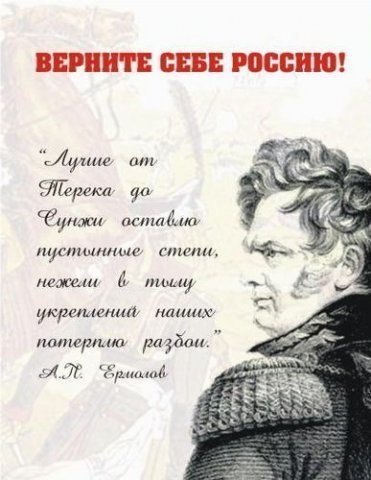 ВЕРНИТЕ СЕБЕ РОССИЮ!
“Лучше от
Терека до
Сунжи оставлю
пустынные степи,
нежели в тылу
укреплений наших
потерплю разбои.”
А.П. Ермолов